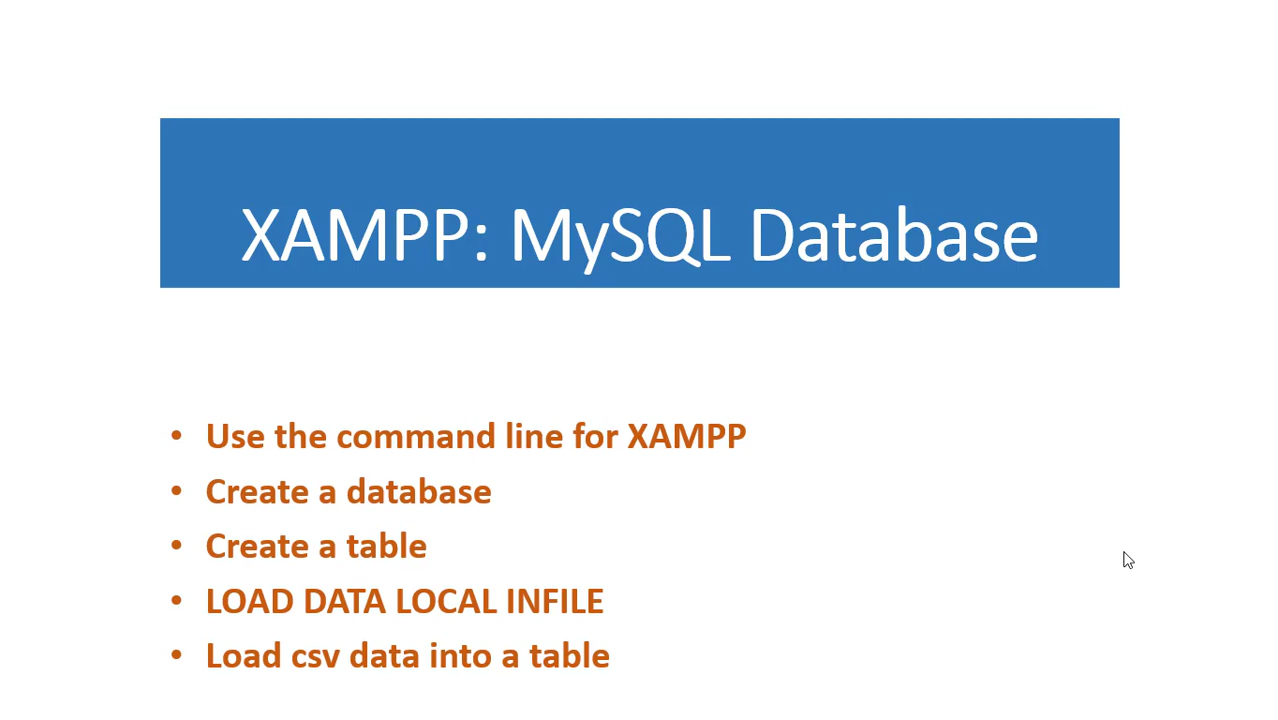 XAMPP: MySQL Database
• Use the command line for XAMPP
• Create a database
• Create a table
• LOAD DATA LOCAL INFILE
• Load csv data into a table